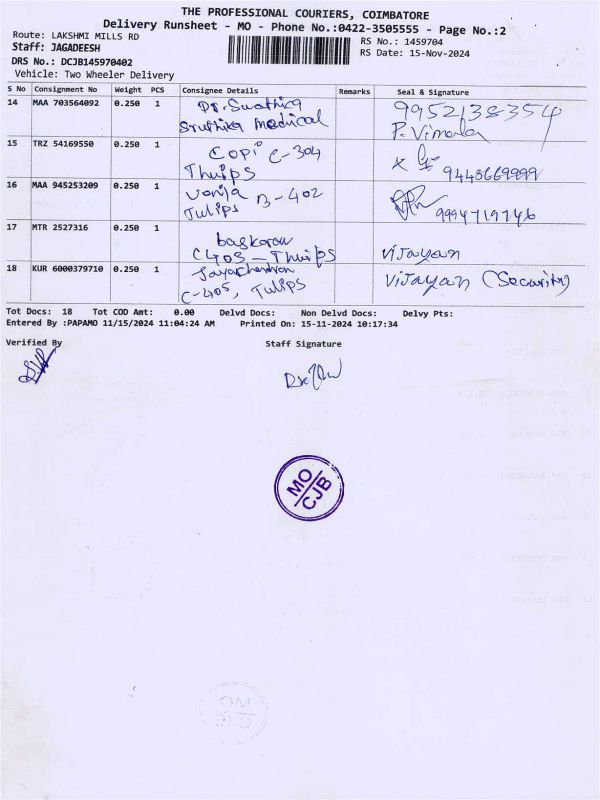 THE PROFESSIONAL COURIERS, COIMBATORE
Delivery Runsheet - MO - Phone No.:0422-3505555 - Page No.:2
Route: LAKSHMI MILLS RD RS No.: 1459704
Staff: JAGADEESH RS Date: 15-Nov-2024
DRS No.: DCJB145970402
Vehicle: Two Wheeler Delivery
S No Consignment No Weight PCS Consignee Details Remarks Seal & Signature
14 MAA 703564092 0.250 1 Dr. Swathiga 9952138354
Sruthika Medical P. Vimala
15 TRZ 54169550 0.250 1 Gopi C-304
Thulps 9448669999
16 MAA 945253209 0.250 1 Vanja B-402
Tulips 9994719746
17 MTR 2527316 0.250 1 baskaran
C403 - Thulps Vijayan
18 KUR 6000379710 0.250 1 Jayachandran Vijayan (Security)
C-405, Tulips
Tot Docs: 18 Tot COD Amt: 0.00 Delvd Docs: Non Delvd Docs: Delvy Pts:
Entered By :PAPAMO 11/15/2024 11:04:24 AM Printed On: 15-11-2024 10:17:34
Verified By Staff Signature
MO
CJB